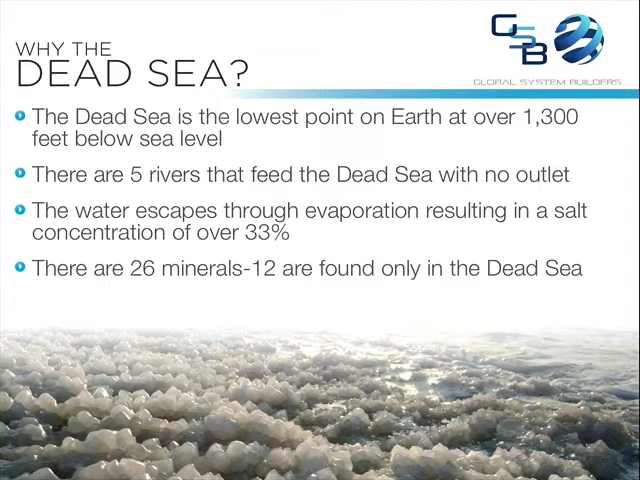 WHY THE
DEAD SEA?
GSB
GLOBAL SYSTEM BUILDERS
The Dead Sea is the lowest point on Earth at over 1,300
feet below sea level
There are 5 rivers that feed the Dead Sea with no outlet
The water escapes through evaporation resulting in a salt
concentration of over 33%
There are 26 minerals-12 are found only in the Dead Sea